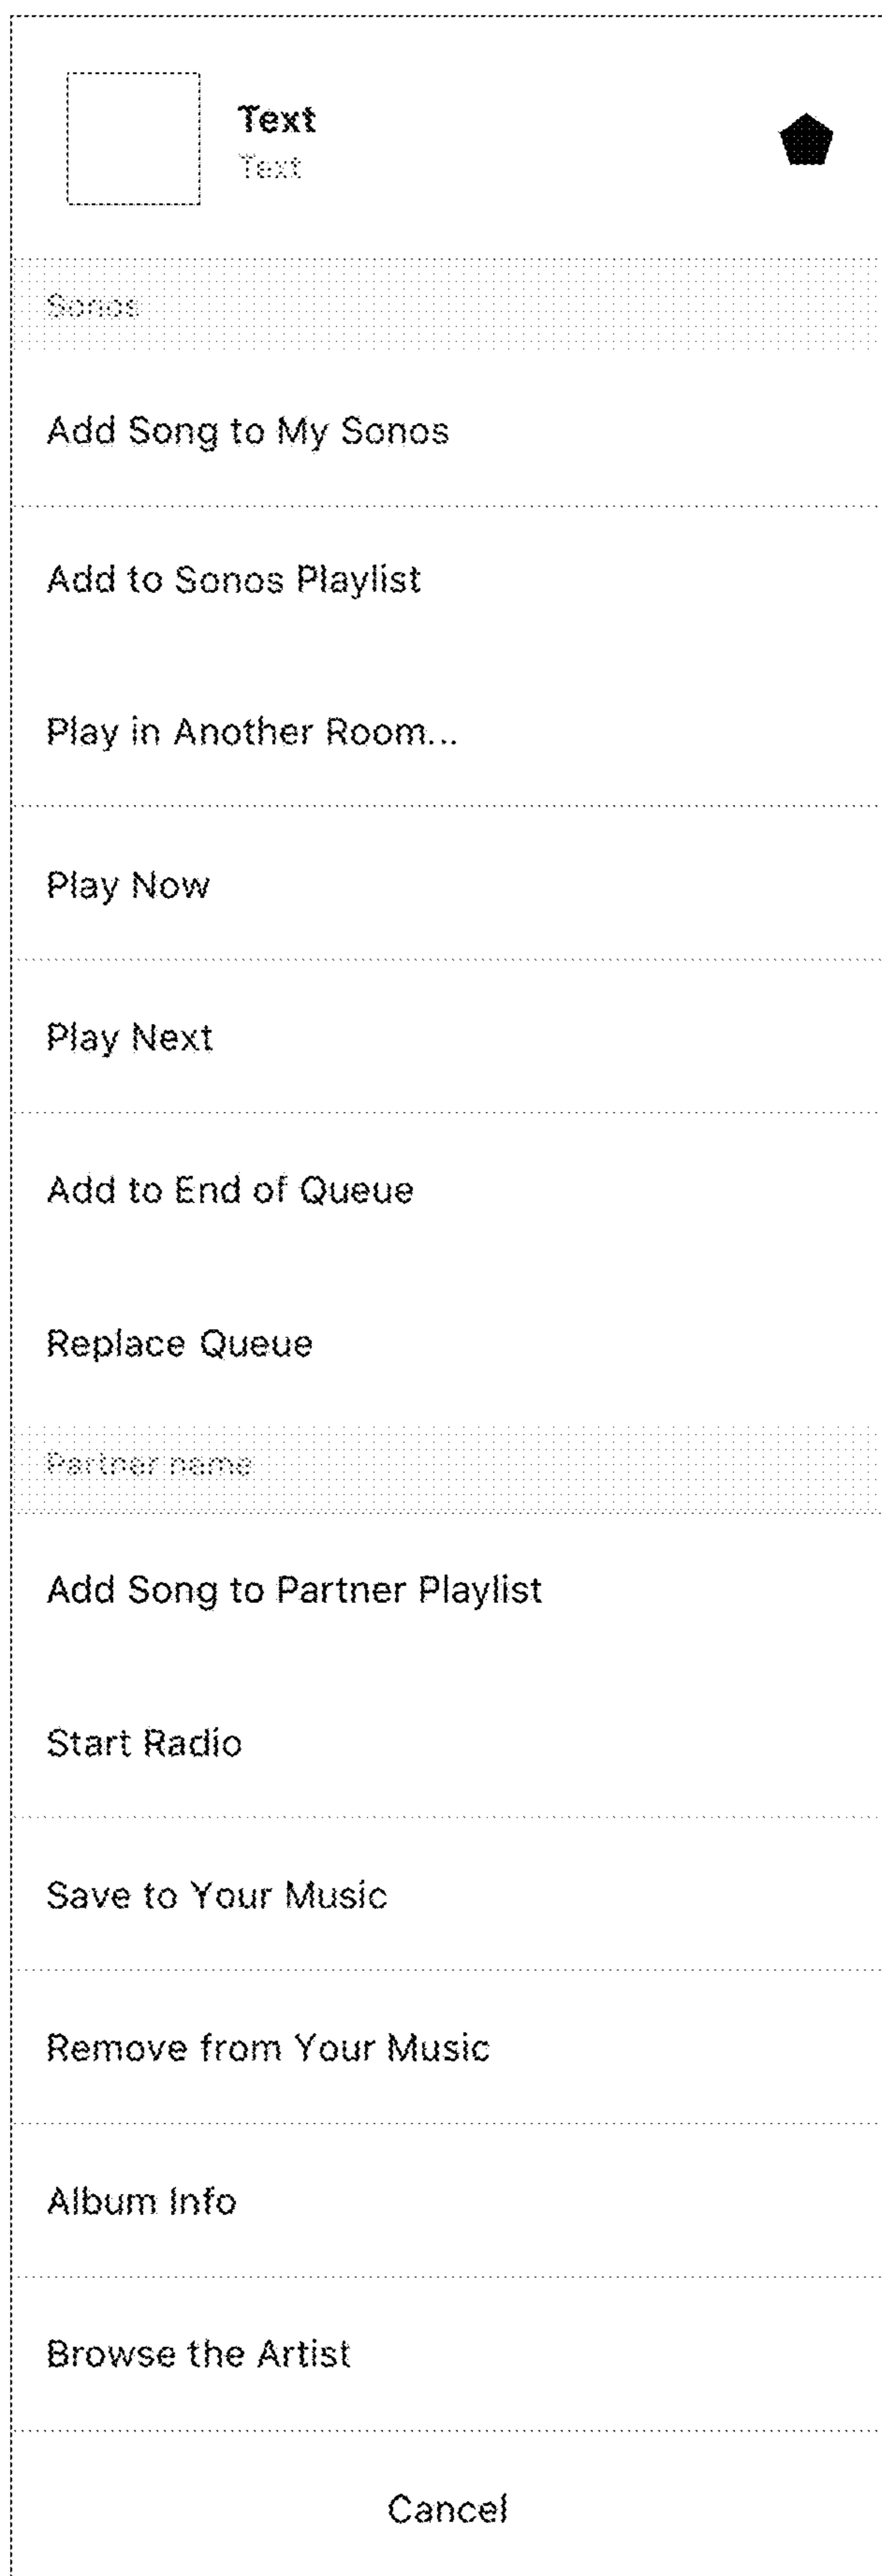 Text
Text
Sonos
Add Song to My Sonos
Add to Sonos Playlist
Play in Another Room...
Play Now
Play Next
Add to End of Queue
Replace Queue
Partner name
Add Song to Partner Playlist
Start Radio
Save to Your Music
Remove from Your Music
Album Info
Browse the Artist
Cancel